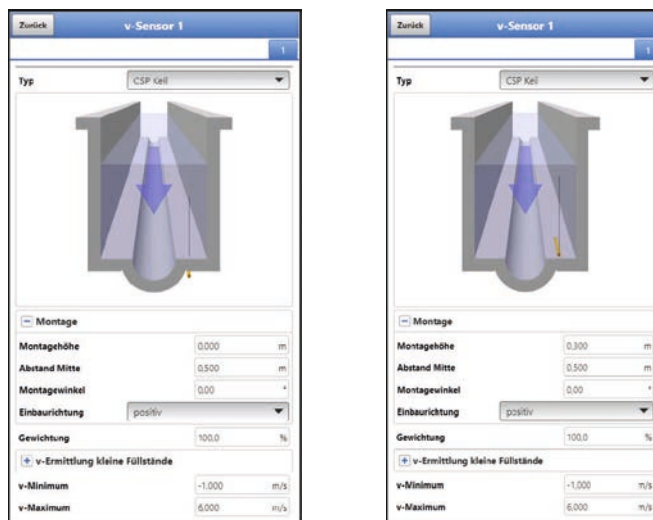 Zurück v-Sensor 1
1
Typ CSP Keil
Montage
Montagehöhe 0,000 m
Abstand Mitte 0,500 m
Montagewinkel 0,00 °
Einbaurichtung positiv
Gewichtung 100,0 %
v-Ermittlung kleine Füllstände
v-Minimum -1,000 m/s
v-Maximum 6,000 m/s
Zurück v-Sensor 1
1
Typ CSP Keil
Montage
Montagehöhe 0,300 m
Abstand Mitte 0,500 m
Montagewinkel 0,00 °
Einbaurichtung positiv
Gewichtung 100,0 %
v-Ermittlung kleine Füllstände
v-Minimum -1,000 m/s
v-Maximum 6,000 m/s